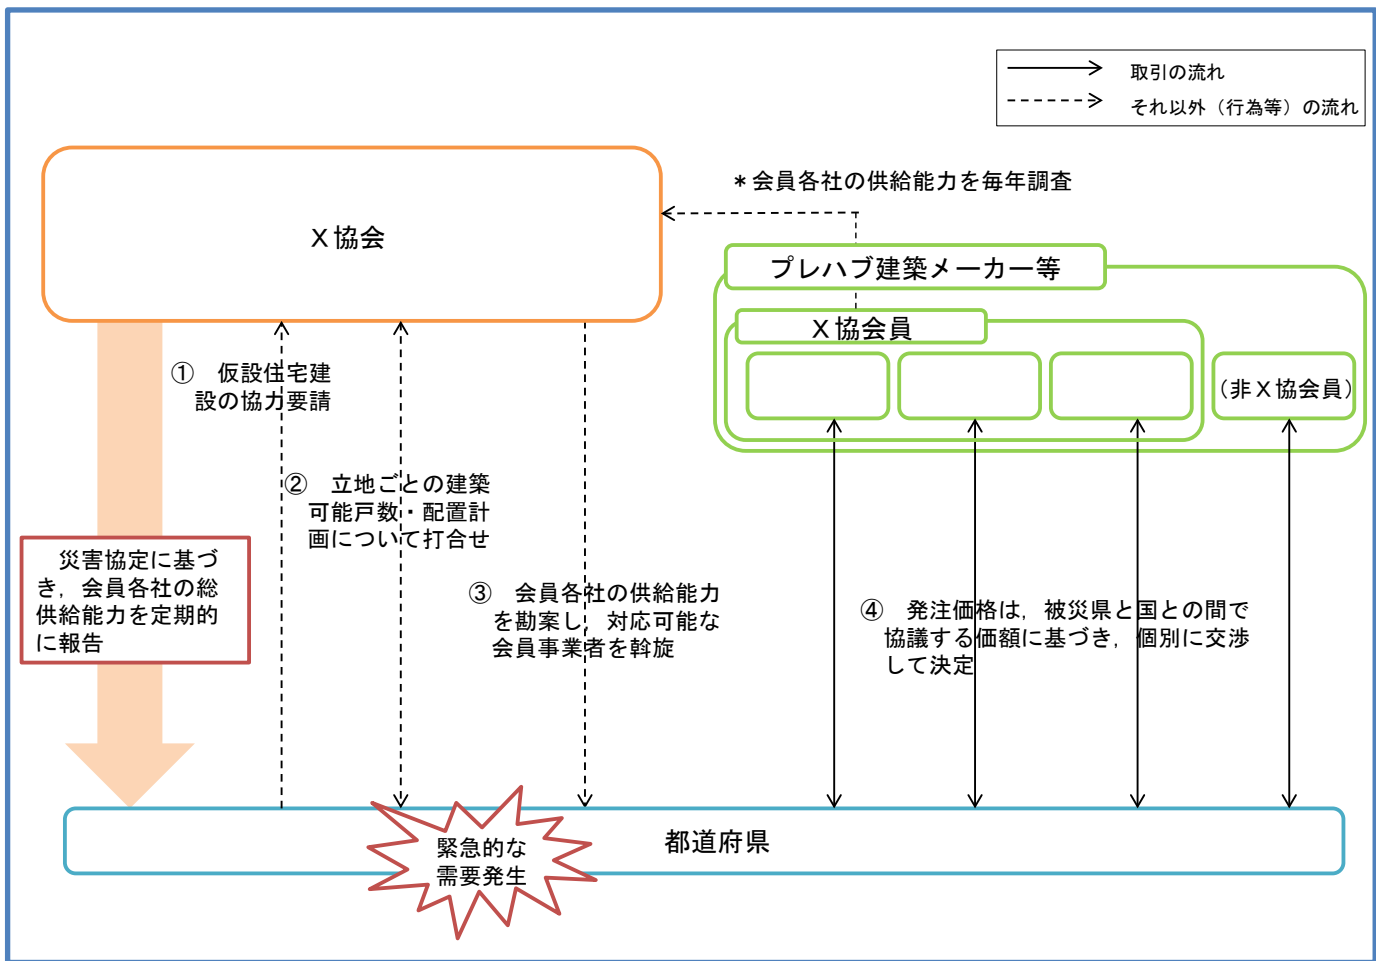 取引の流れ
それ以外（行為等）の流れ
＊会員各社の供給能力を毎年調査
Ｘ協会
プレハブ建築メーカー等
Ｘ協会員
（非Ｘ協会員）
①　仮設住宅建
設の協力要請
②　立地ごとの建築
可能戸数・配置計
画について打合せ
災害協定に基づ
き，会員各社の総
供給能力を定期的
に報告
③　会員各社の供給能力
を勘案し，対応可能な
会員事業者を斡旋
④　発注価格は，被災県と国との間で
協議する価額に基づき，個別に交渉
して決定
緊急的な
需要発生
都道府県